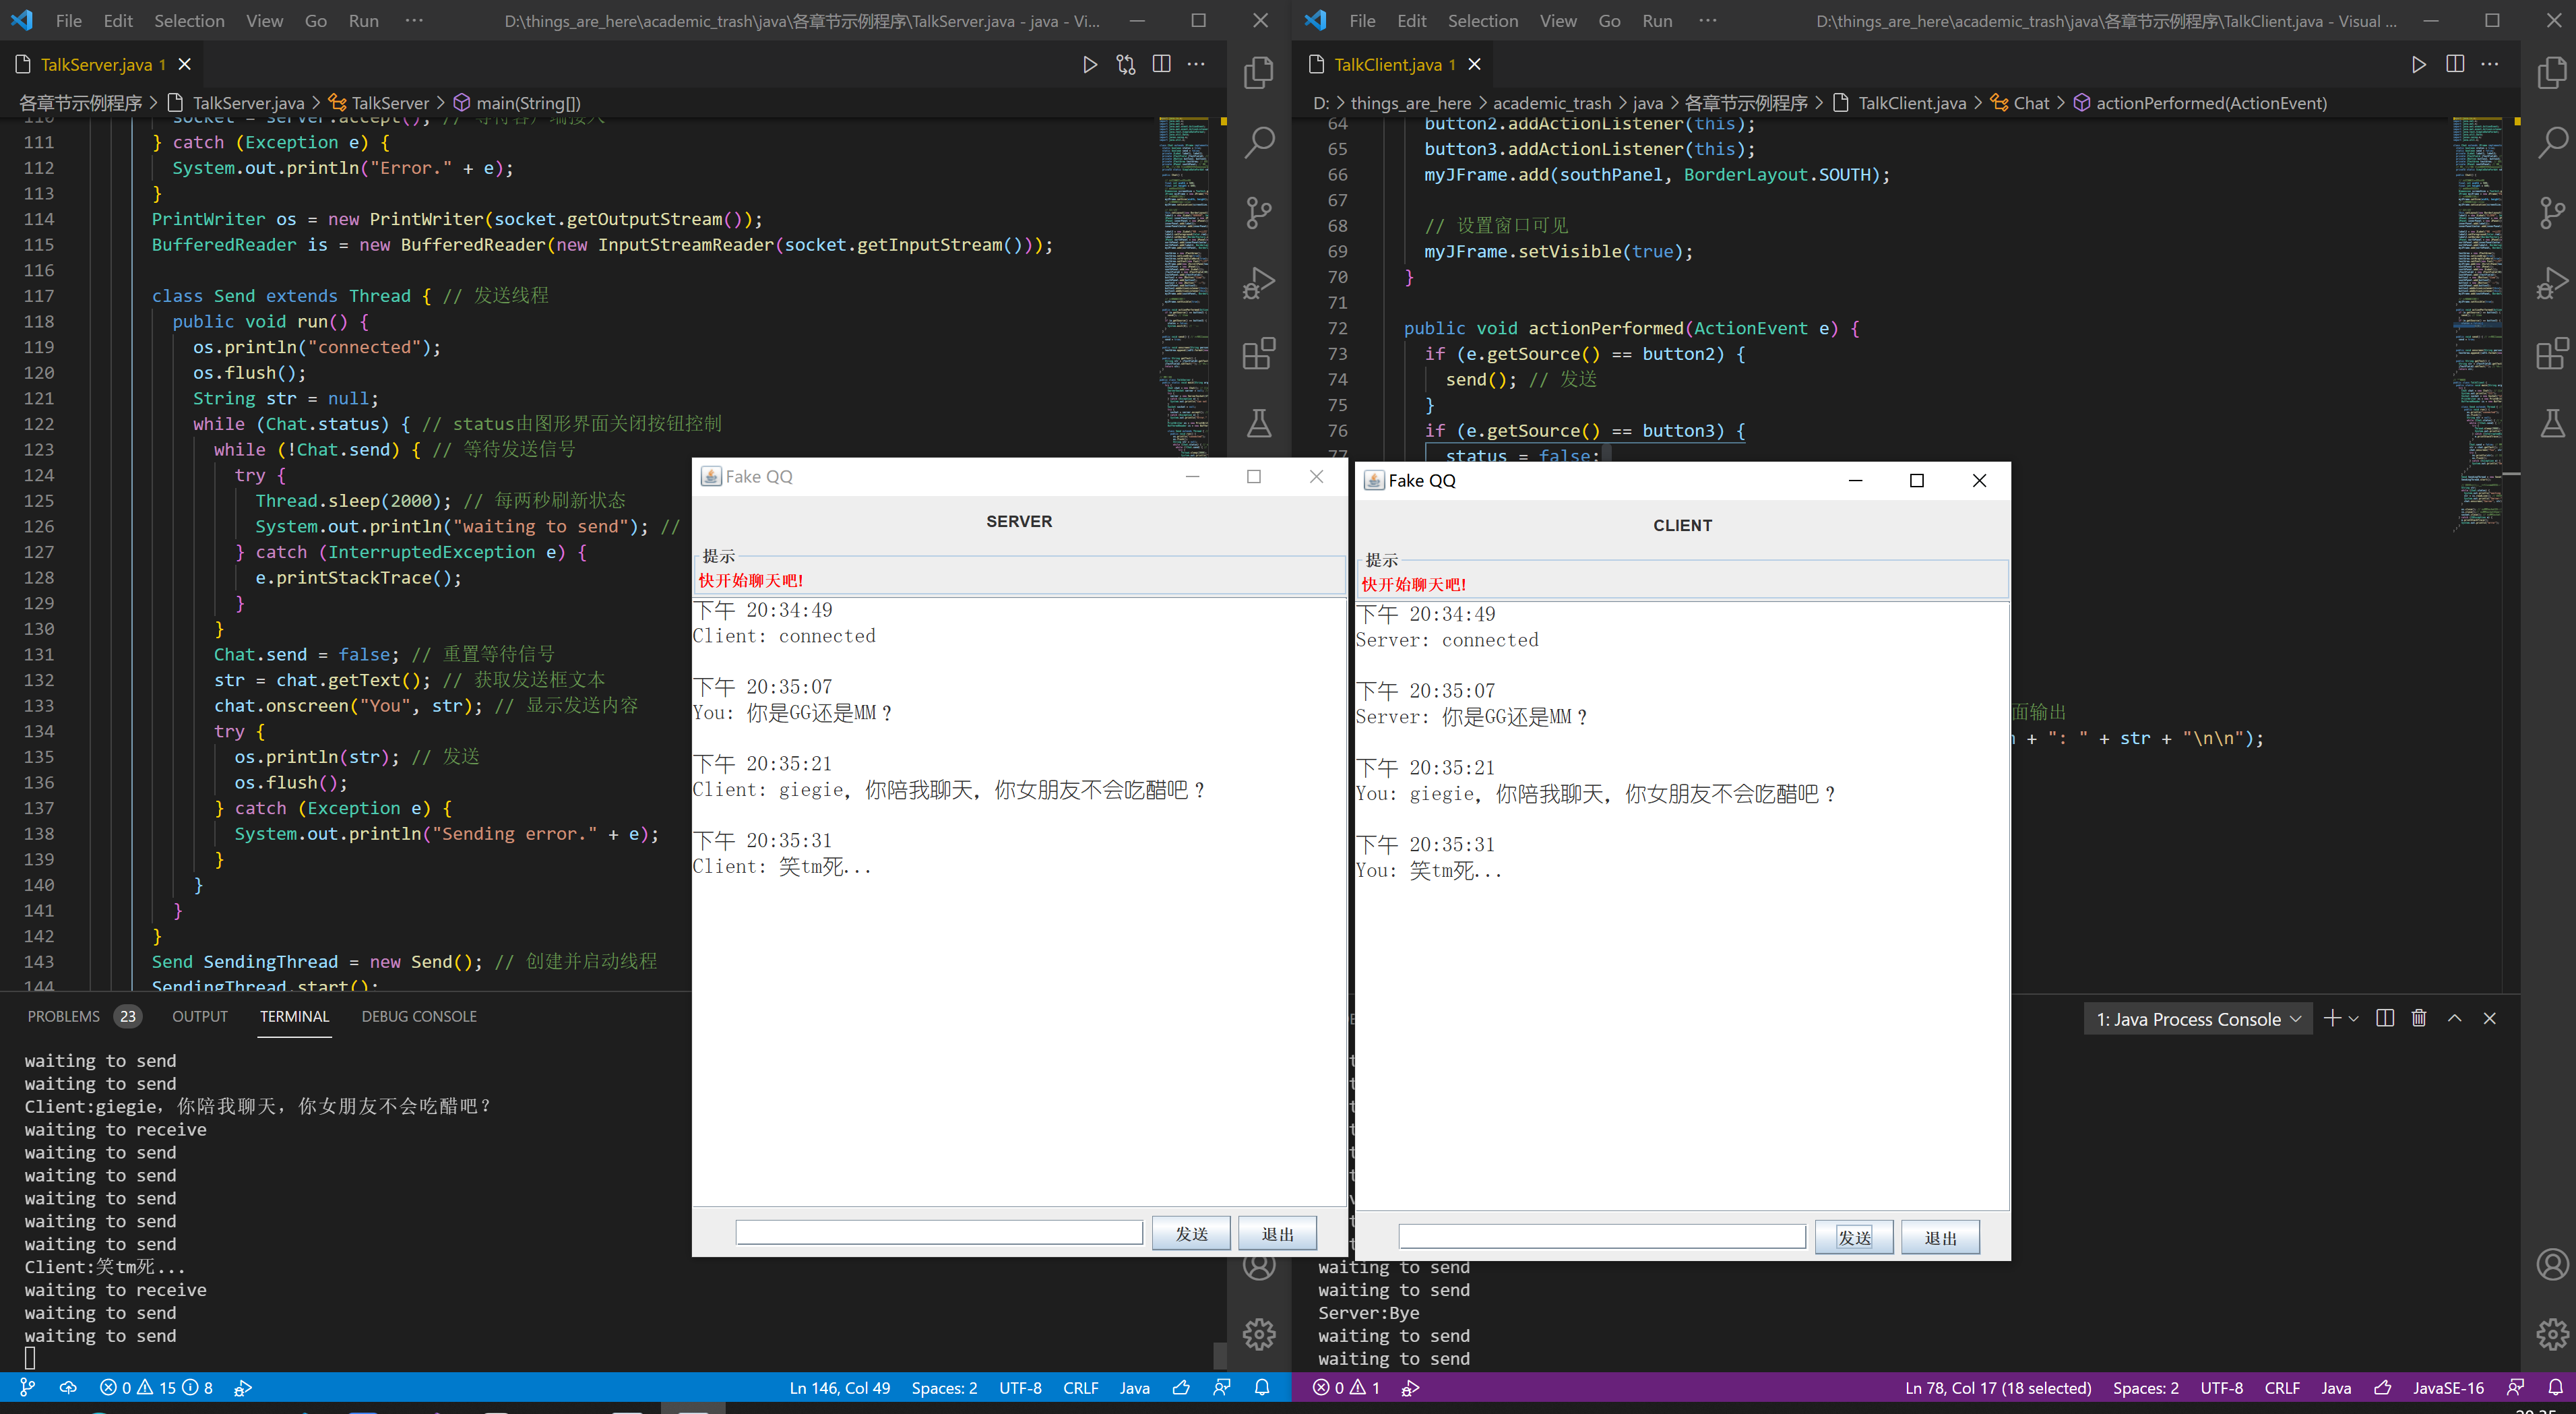 File Edit Selection View Go Run ··· D:\things_are_here\academic_trash\java\各章节示例程序\TalkServer.java - java - Vi...
TalkServer.java 1
各章节示例程序 > TalkServer.java > TalkServer > main(String[])
110 socket = server.accept(); // 等待客户端接入
111 } catch (Exception e) {
112 System.out.println("Error." + e);
113 }
114 PrintWriter os = new PrintWriter(socket.getOutputStream());
115 BufferedReader is = new BufferedReader(new InputStreamReader(socket.getInputStream()));
116
117 class Send extends Thread { // 发送线程
118 public void run() {
119 os.println("connected");
120 os.flush();
121 String str = null;
122 while (Chat.status) { // status由图形界面关闭按钮控制
123 while (!Chat.send) { // 等待发送信号
124 try {
125 Thread.sleep(2000); // 每两秒刷新状态
126 System.out.println("waiting to send"); //
127 } catch (InterruptedException e) {
128 e.printStackTrace();
129 }
130 }
131 Chat.send = false; // 重置等待信号
132 str = chat.getText(); // 获取发送框文本
133 chat.onscreen("You", str); // 显示发送内容
134 try {
135 os.println(str); // 发送
136 os.flush();
137 } catch (Exception e) {
138 System.out.println("Sending error." + e);
139 }
140 }
141 }
142 }
143 Send SendingThread = new Send(); // 创建并启动线程
144 SendingThread.start();
PROBLEMS 23 OUTPUT TERMINAL DEBUG CONSOLE
waiting to send
waiting to send
Client:giegie，你陪我聊天，你女朋友不会吃醋吧？
waiting to receive
waiting to send
waiting to send
waiting to send
waiting to send
waiting to send
Client:笑tm死...
waiting to receive
waiting to send
waiting to send
0 15 8 Ln 146, Col 49 Spaces: 2 UTF-8 CRLF Java
Fake QQ
SERVER
提示
快开始聊天吧!
下午 20:34:49
Client: connected
下午 20:35:07
You: 你是GG还是MM？
下午 20:35:21
Client: giegie，你陪我聊天，你女朋友不会吃醋吧？
下午 20:35:31
Client: 笑tm死...
发送 退出
File Edit Selection View Go Run ··· D:\things_are_here\academic_trash\java\各章节示例程序\TalkClient.java - Visual ...
TalkClient.java 1
D: > things_are_here > academic_trash > java > 各章节示例程序 > TalkClient.java > Chat > actionPerformed(ActionEvent)
64 button2.addActionListener(this);
65 button3.addActionListener(this);
66 myJFrame.add(southPanel, BorderLayout.SOUTH);
67
68 // 设置窗口可见
69 myJFrame.setVisible(true);
70 }
71
72 public void actionPerformed(ActionEvent e) {
73 if (e.getSource() == button2) {
74 send(); // 发送
75 }
76 if (e.getSource() == button3) {
77 status = false;
面输出
+ ": " + str + "\n\n");
Fake QQ
CLIENT
提示
快开始聊天吧!
下午 20:34:49
Server: connected
下午 20:35:07
Server: 你是GG还是MM？
下午 20:35:21
You: giegie，你陪我聊天，你女朋友不会吃醋吧？
下午 20:35:31
You: 笑tm死...
发送 退出
1: Java Process Console
waiting to send
waiting to send
Server:Bye
waiting to send
waiting to send
0 1 Ln 78, Col 17 (18 selected) Spaces: 2 UTF-8 CRLF Java JavaSE-16